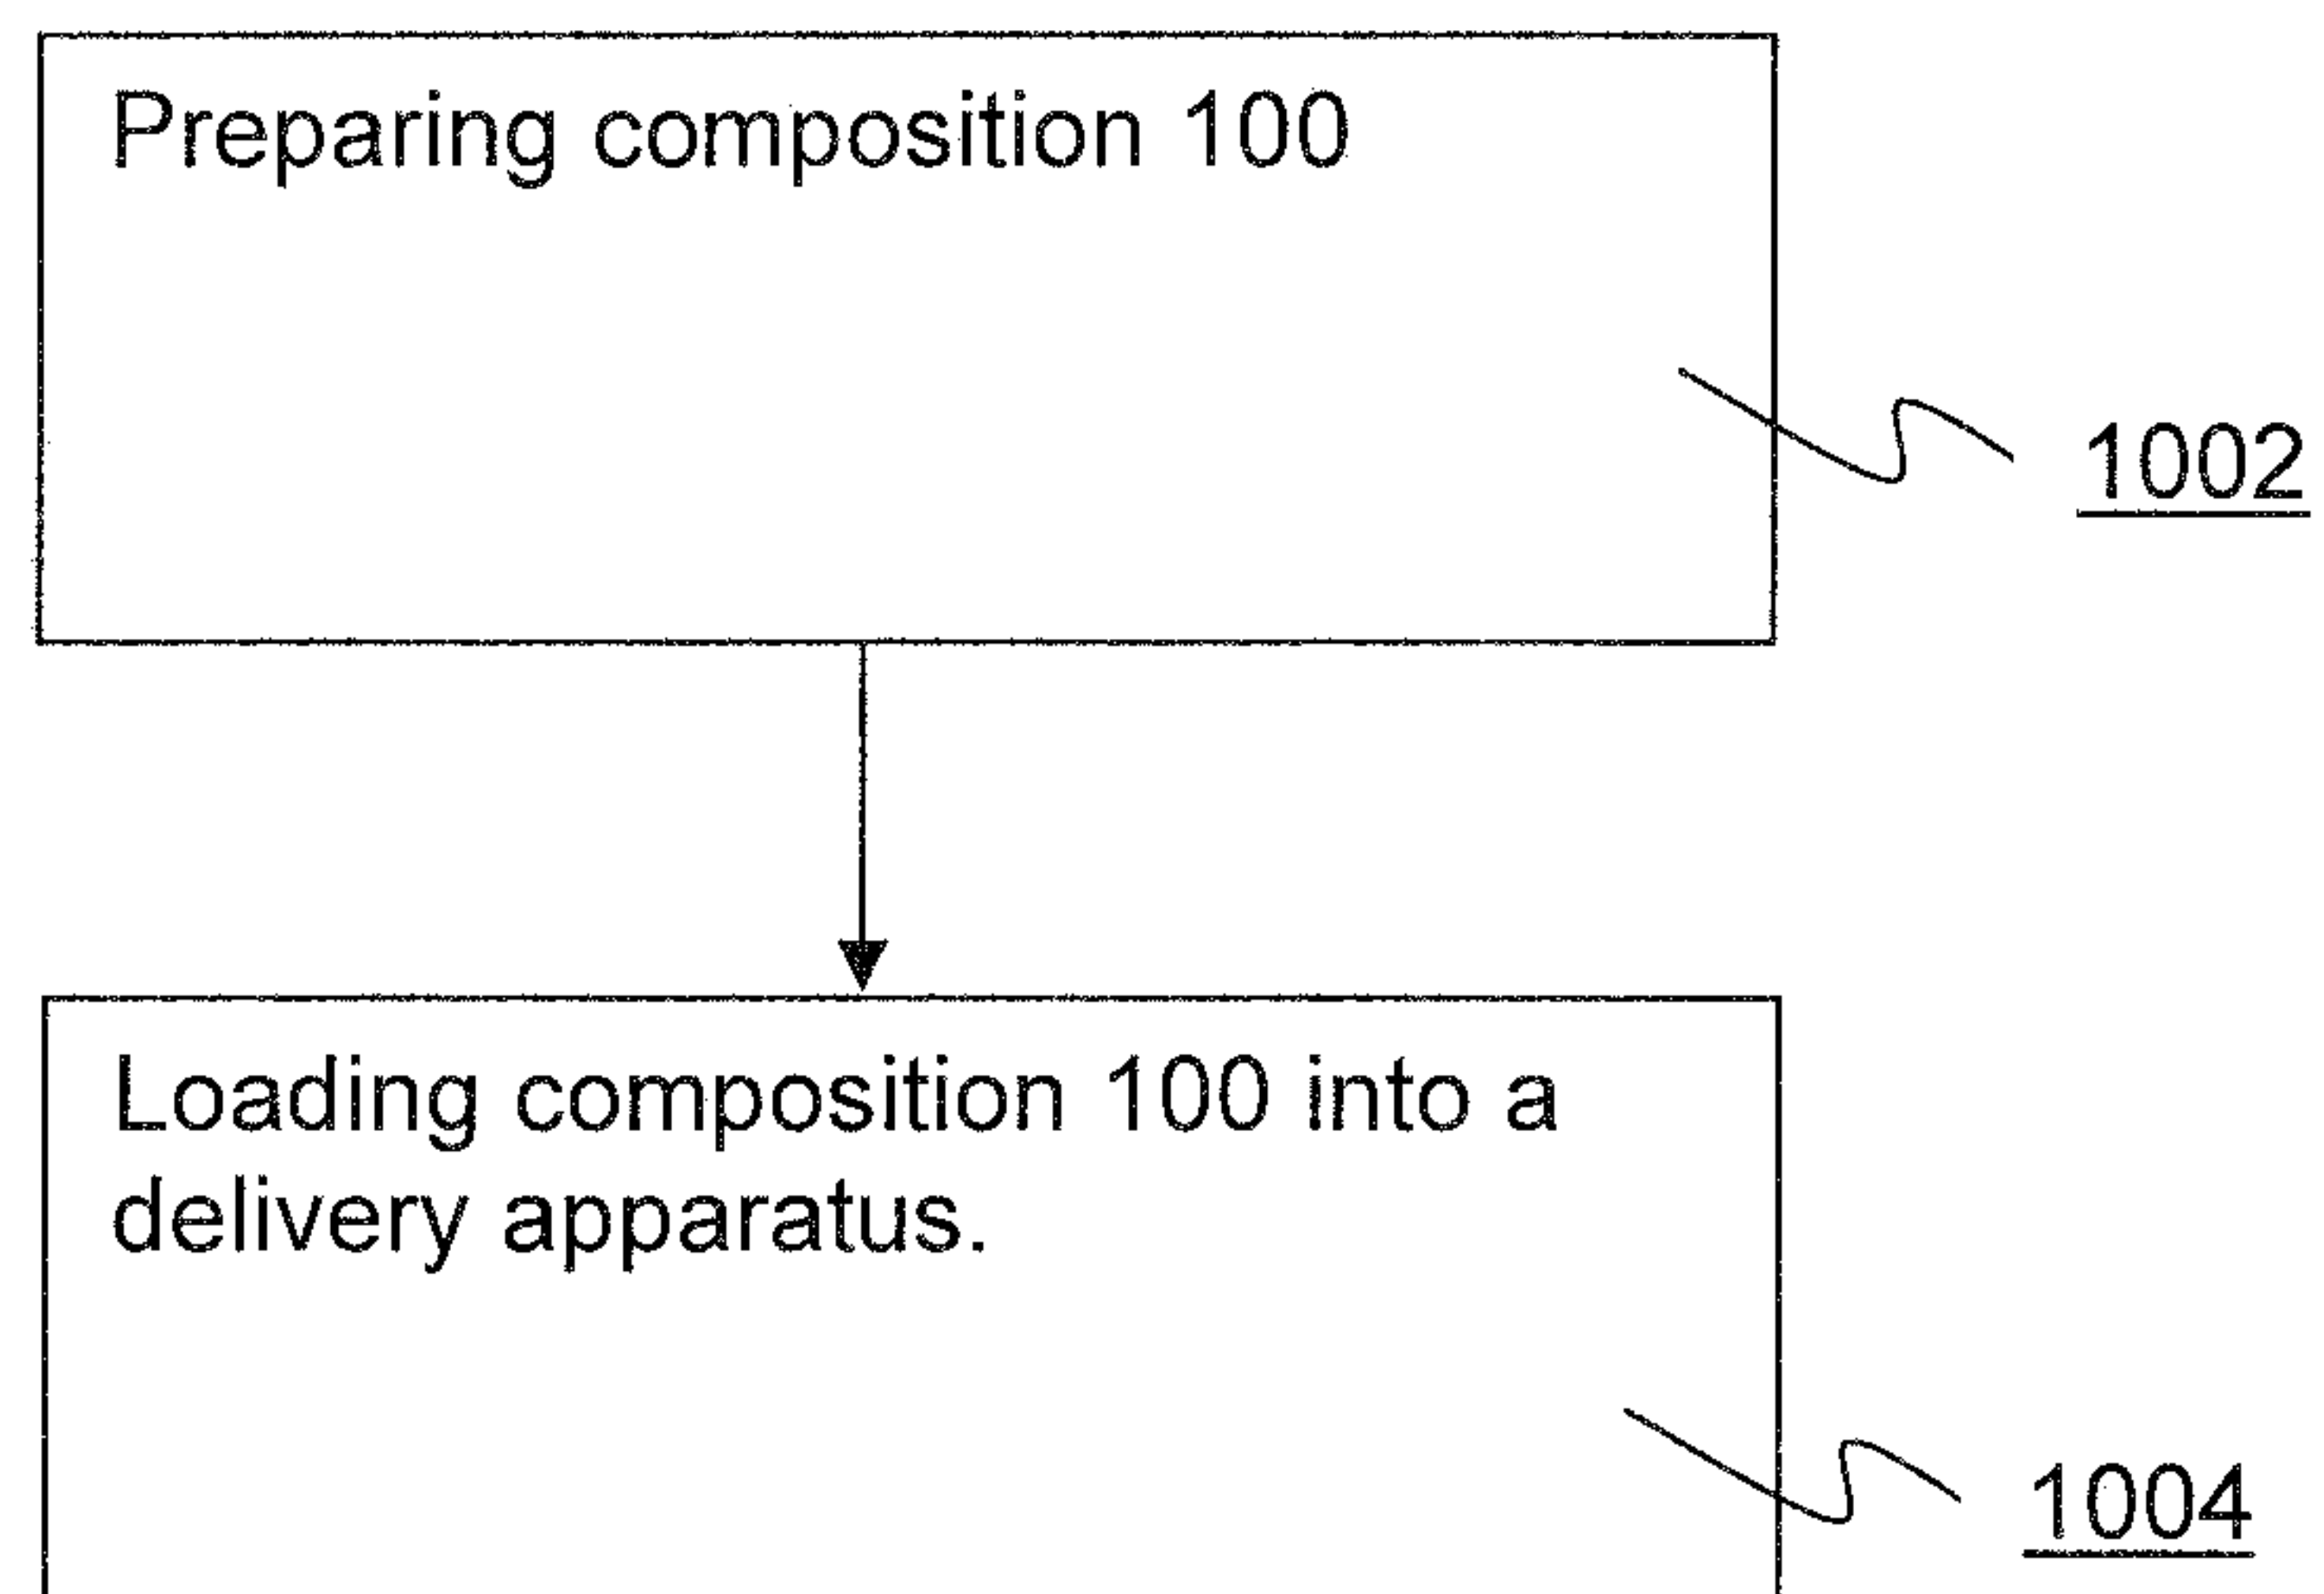 Preparing composition 100
1002
Loading composition 100 into a
delivery apparatus.
1004